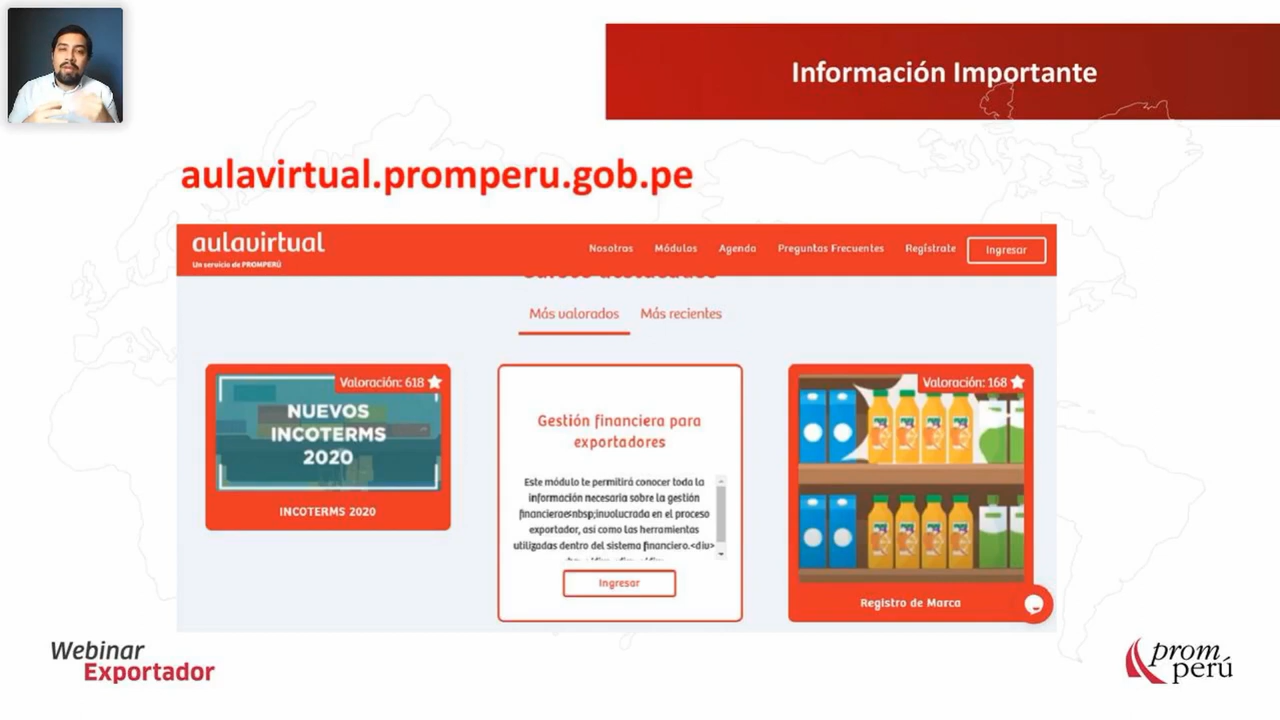 Información Importante
aulavirtual.promperu.gob.pe
aulavirtual
Un servicio de PROMPERÚ
Nosotros Módulos Agenda Preguntas Frecuentes Regístrate Ingresar
Cursos destacados
Más valorados Más recientes
Valoración: 618
NUEVOS
INCOTERMS
2020
INCOTERMS 2020
Gestión financiera para
exportadores
Este módulo te permitirá conocer toda la
información necesaria sobre la gestión
financiera&nbsp;involucrada en el proceso
exportador, así como las herramientas
utilizadas dentro del sistema financiero.<div>
Ingresar
Valoración: 168
Registro de Marca
Webinar
Exportador
prom
perú